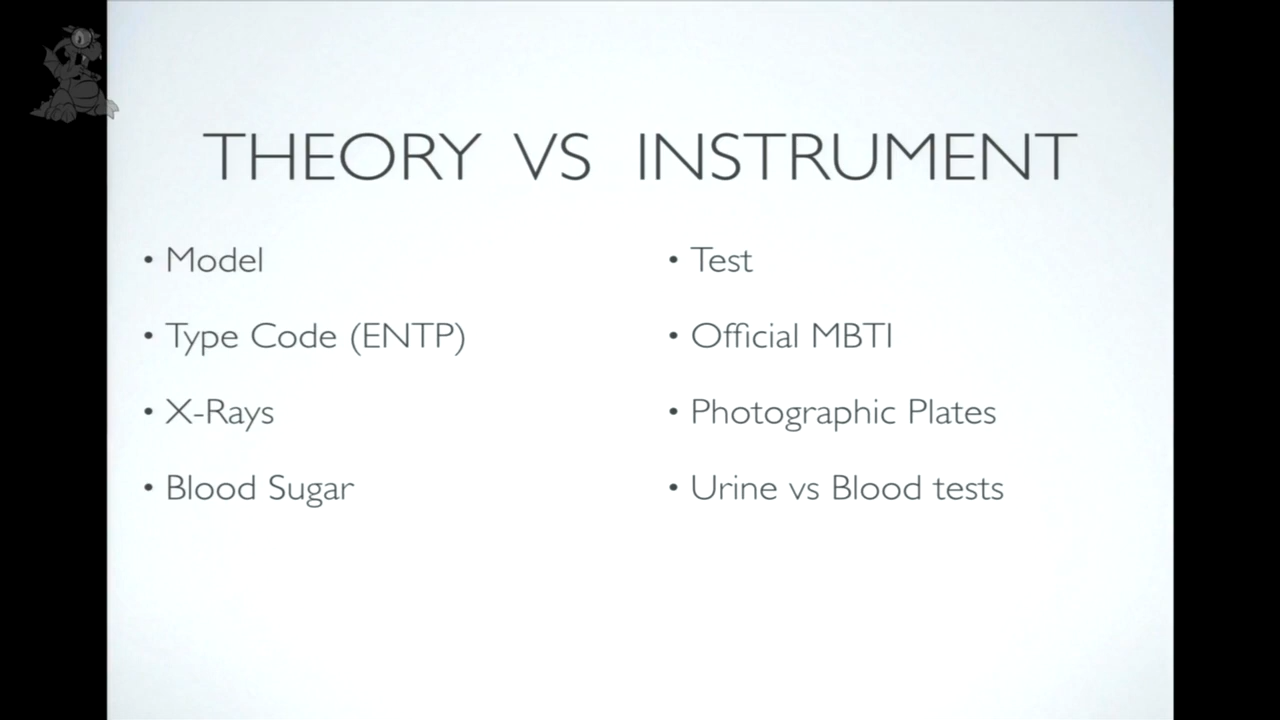 THEORY VS INSTRUMENT
• Model
• Type Code (ENTP)
• X-Rays
• Blood Sugar
• Test
• Official MBTI
• Photographic Plates
• Urine vs Blood tests